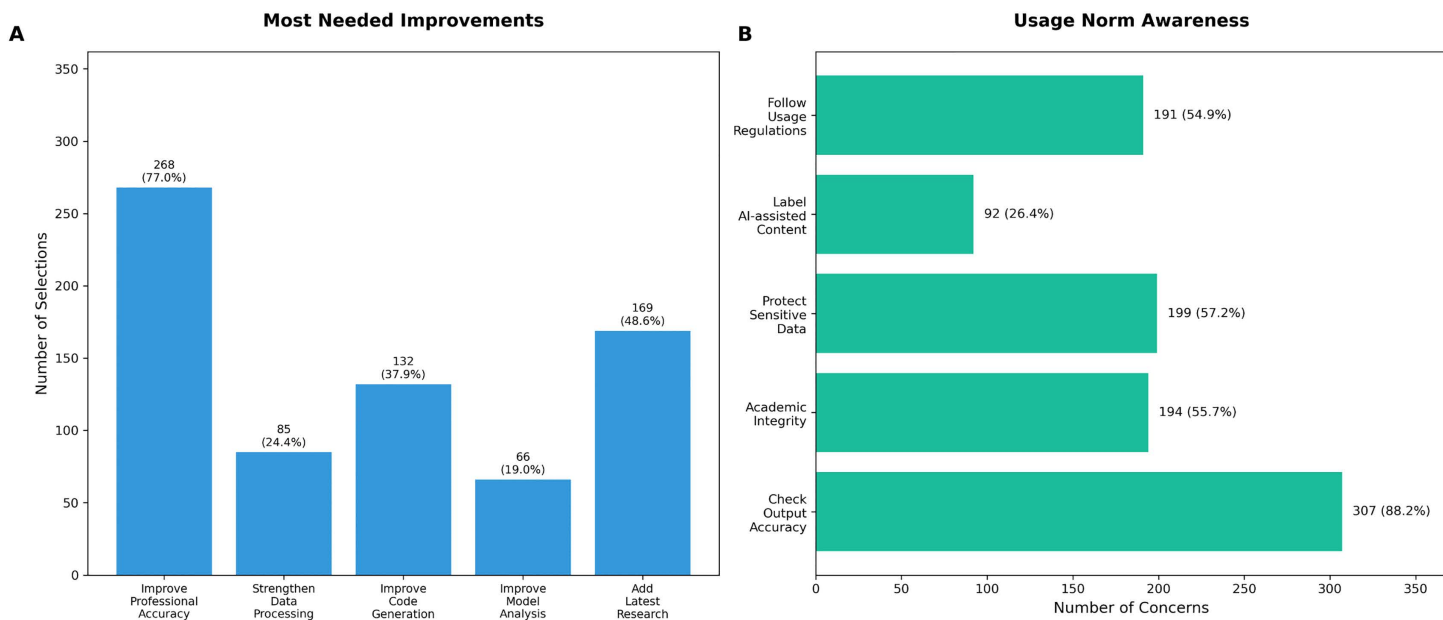 Most Needed Improvements
A
Number of Selections
350
300
250
200
150
100
50
0
268
(77.0%)
85
(24.4%)
132
(37.9%)
66
(19.0%)
169
(48.6%)
Improve
Professional
Accuracy
Strengthen
Data
Processing
Improve
Code
Generation
Improve
Model
Analysis
Add
Latest
Research
Usage Norm Awareness
B
Follow
Usage
Regulations
191 (54.9%)
Label
AI-assisted
Content
92 (26.4%)
Protect
Sensitive
Data
199 (57.2%)
Academic
Integrity
194 (55.7%)
Check
Output
Accuracy
307 (88.2%)
0
50
100
150
200
250
300
350
Number of Concerns